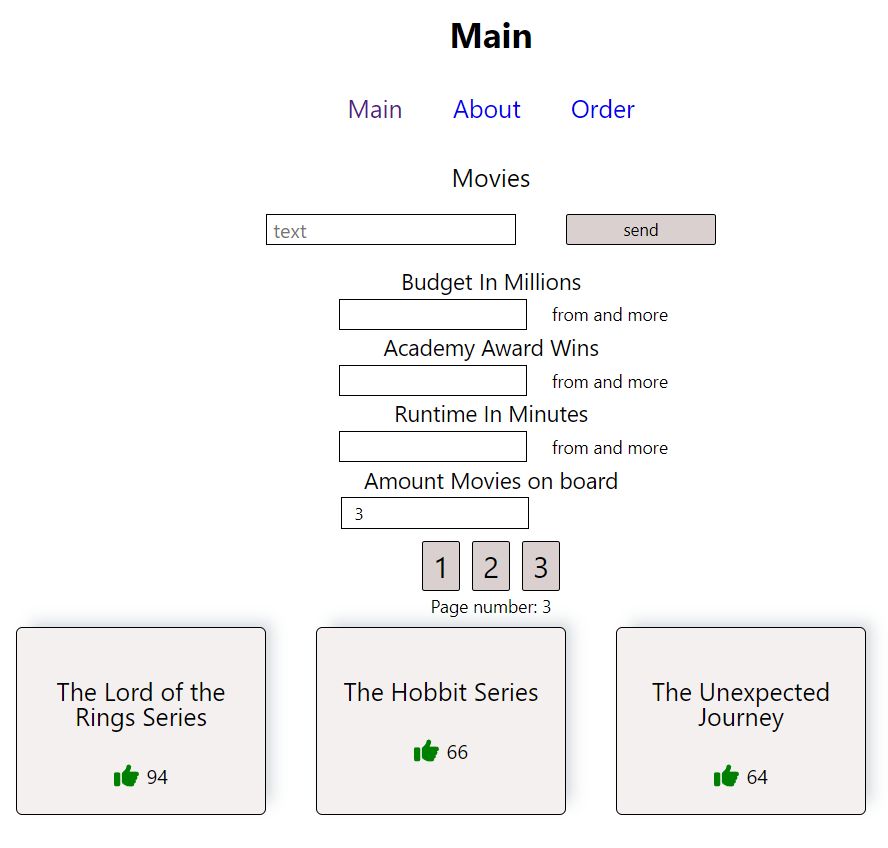 Main
Main About Order
Movies
text send
Budget In Millions
from and more
Academy Award Wins
from and more
Runtime In Minutes
from and more
Amount Movies on board
3
1 2 3
Page number: 3
The Lord of the
Rings Series
94
The Hobbit Series
66
The Unexpected
Journey
64